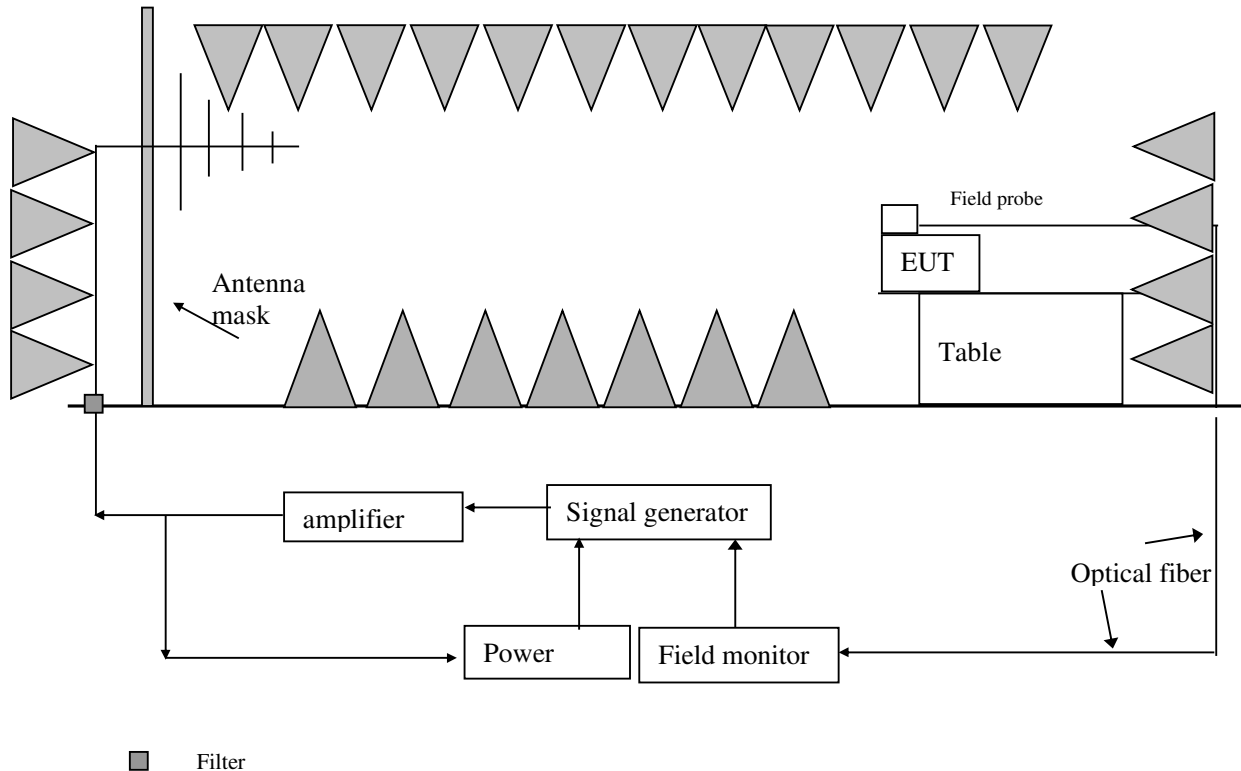 Field probe
EUT
Antenna
mask
Table
Signal generator
amplifier
Optical fiber
Power
Field monitor
Filter